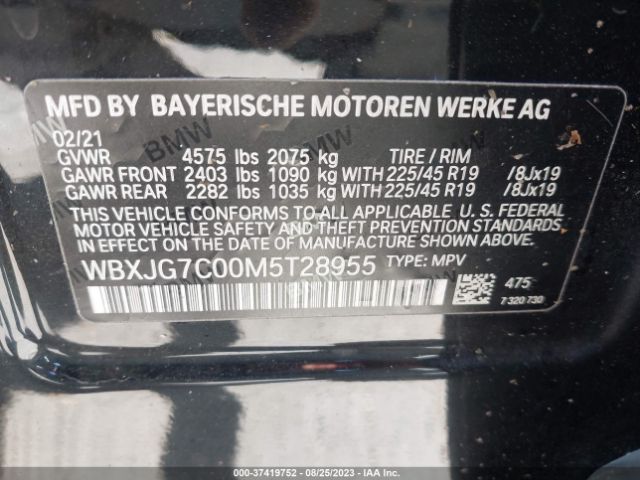 MFD BY BAYERISCHE MOTOREN WERKE AG
02/21
GVWR 4575 lbs 2075 kg TIRE / RIM
GAWR FRONT 2403 lbs 1090 kg WITH 225/45 R19 /8Jx19
GAWR REAR 2282 lbs 1035 kg WITH 225/45 R19 /8Jx19
THIS VEHICLE CONFORMS TO ALL APPLICABLE U. S. FEDERAL
MOTOR VEHICLE SAFETY AND THEFT PREVENTION
STANDARDS IN EFFECT ON THE DATE OF MANUFACTURE SHOWN ABOVE.
WBXJG7C00M5T28955 TYPE: MPV
475
7 320 730
000-37419752 - 08/25/2023 - IAA Inc.